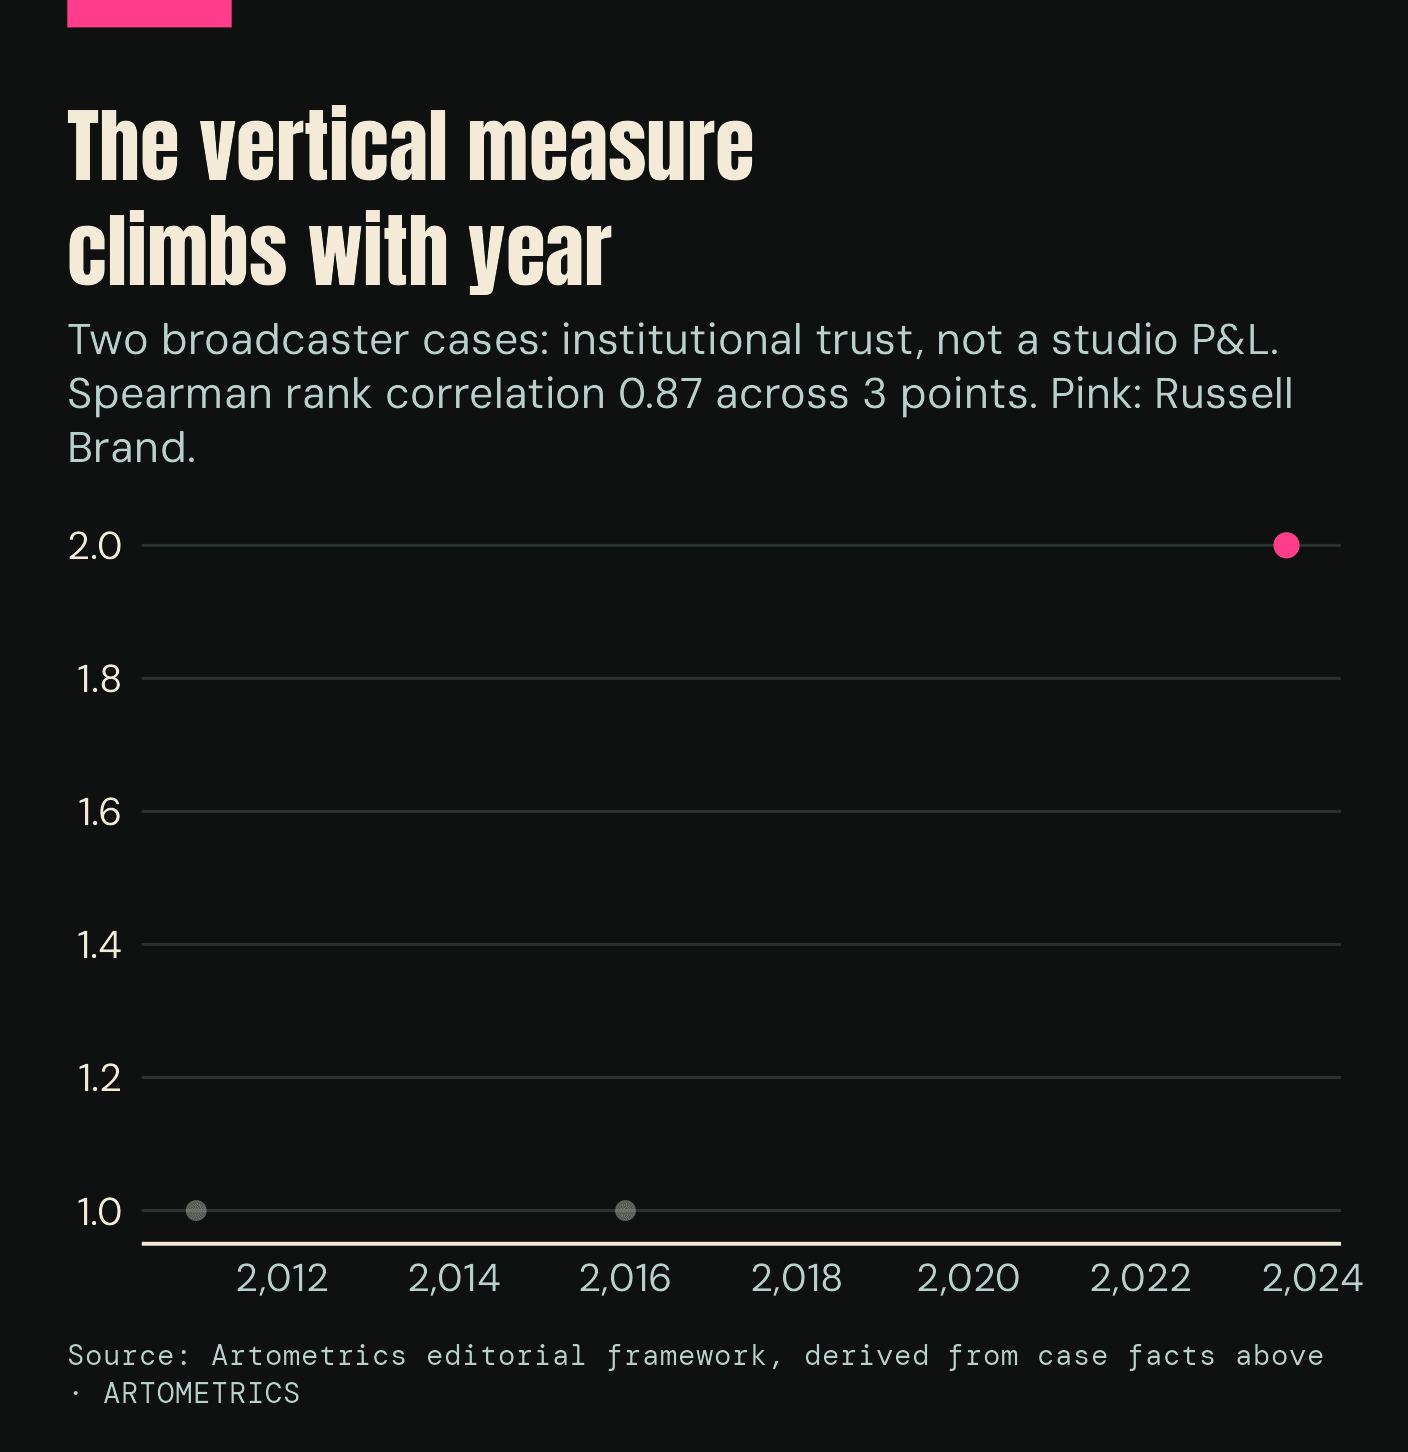 The vertical measure
climbs with year
Two broadcaster cases: institutional trust, not a studio P&L.
Spearman rank correlation 0.87 across 3 points. Pink: Russell
Brand.
2.0
1.8
1.6
1.4
1.2
1.0
2,012 2,014 2,016 2,018 2,020 2,022 2,024
Source: Artometrics editorial framework, derived from case facts above
· ARTOMETRICS